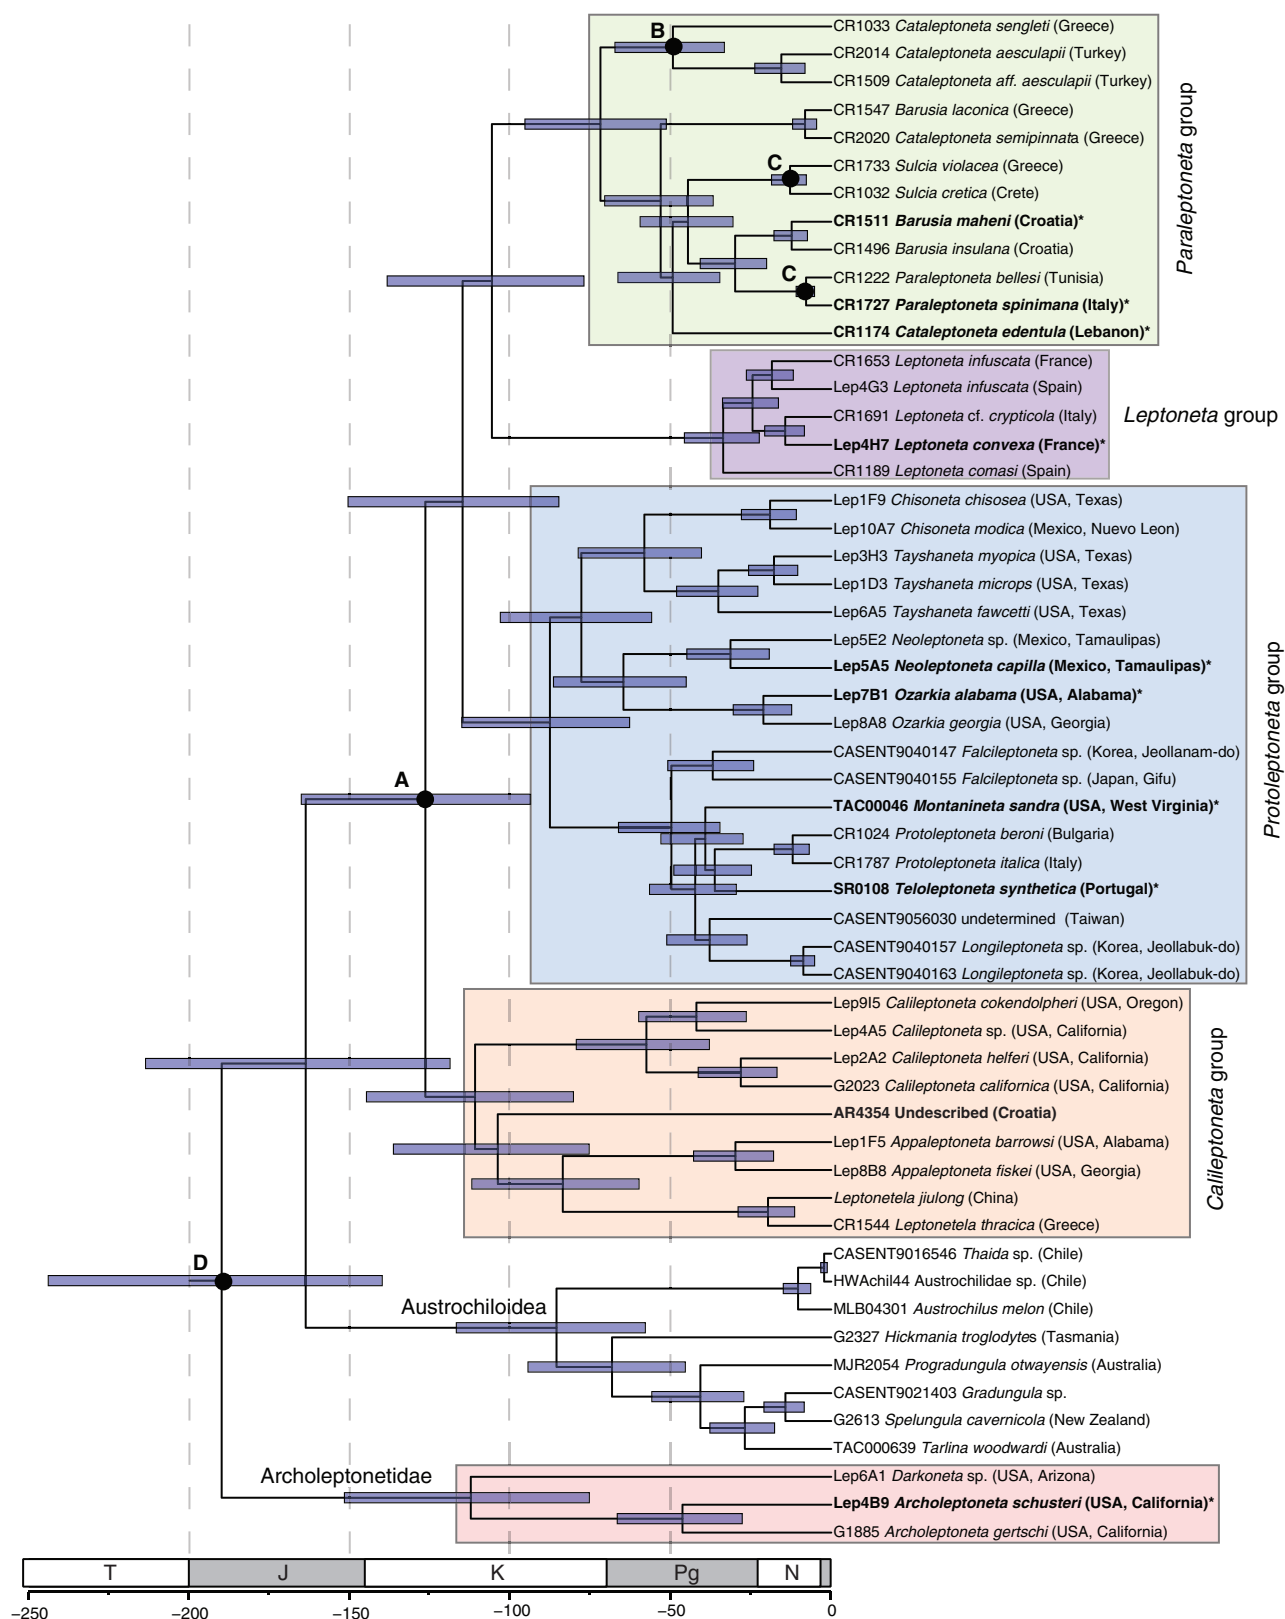 B
CR1033 Cataleptoneta sengleti (Greece)
CR2014 Cataleptoneta aesculapii (Turkey)
CR1509 Cataleptoneta aff. aesculapii (Turkey)
CR1547 Barusia laconica (Greece)
CR2020 Cataleptoneta semipinnata (Greece)
C
CR1733 Sulcia violacea (Greece)
CR1032 Sulcia cretica (Crete)
CR1511 Barusia maheni (Croatia)*
CR1496 Barusia insulana (Croatia)
C
CR1222 Paraleptoneta bellesi (Tunisia)
CR1727 Paraleptoneta spinimana (Italy)*
CR1174 Cataleptoneta edentula (Lebanon)*
Paraleptoneta group
CR1653 Leptoneta infuscata (France)
Lep4G3 Leptoneta infuscata (Spain)
CR1691 Leptoneta cf. crypticola (Italy)
Lep4H7 Leptoneta convexa (France)*
CR1189 Leptoneta comasi (Spain)
Leptoneta group
Lep1F9 Chisoneta chisosea (USA, Texas)
Lep10A7 Chisoneta modica (Mexico, Nuevo Leon)
Lep3H3 Tayshaneta myopica (USA, Texas)
Lep1D3 Tayshaneta microps (USA, Texas)
Lep6A5 Tayshaneta fawcetti (USA, Texas)
Lep5E2 Neoleptoneta sp. (Mexico, Tamaulipas)
Lep5A5 Neoleptoneta capilla (Mexico, Tamaulipas)*
Lep7B1 Ozarkia alabama (USA, Alabama)*
Lep8A8 Ozarkia georgia (USA, Georgia)
CASENT9040147 Falcileptoneta sp. (Korea, Jeollanam-do)
CASENT9040155 Falcileptoneta sp. (Japan, Gifu)
A
TAC00046 Montanineta sandra (USA, West Virginia)*
CR1024 Protoleptoneta beroni (Bulgaria)
CR1787 Protoleptoneta italica (Italy)
SR0108 Teloleptoneta synthetica (Portugal)*
CASENT9056030 undetermined (Taiwan)
CASENT9040157 Longileptoneta sp. (Korea, Jeollabuk-do)
CASENT9040163 Longileptoneta sp. (Korea, Jeollabuk-do)
Protoleptoneta group
Lep9I5 Calileptoneta cokendolpheri (USA, Oregon)
Lep4A5 Calileptoneta sp. (USA, California)
Lep2A2 Calileptoneta helferi (USA, California)
G2023 Calileptoneta californica (USA, California)
AR4354 Undescribed (Croatia)
Lep1F5 Appaleptoneta barrowsi (USA, Alabama)
Lep8B8 Appaleptoneta fiskei (USA, Georgia)
Leptonetela jiulong (China)
CR1544 Leptonetela thracica (Greece)
Calileptoneta group
D
CASENT9016546 Thaida sp. (Chile)
HWAchil44 Austrochilidae sp. (Chile)
Austrochiloidea
MLB04301 Austrochilus melon (Chile)
G2327 Hickmania troglodytes (Tasmania)
MJR2054 Progradungula otwayensis (Australia)
CASENT9021403 Gradungula sp.
G2613 Spelungula cavernicola (New Zealand)
TAC000639 Tarlina woodwardi (Australia)
Archoleptonetidae
Lep6A1 Darkoneta sp. (USA, Arizona)
Lep4B9 Archoleptoneta schusteri (USA, California)*
G1885 Archoleptoneta gertschi (USA, California)
T J K Pg N
−250 −200 −150 −100 −50 0